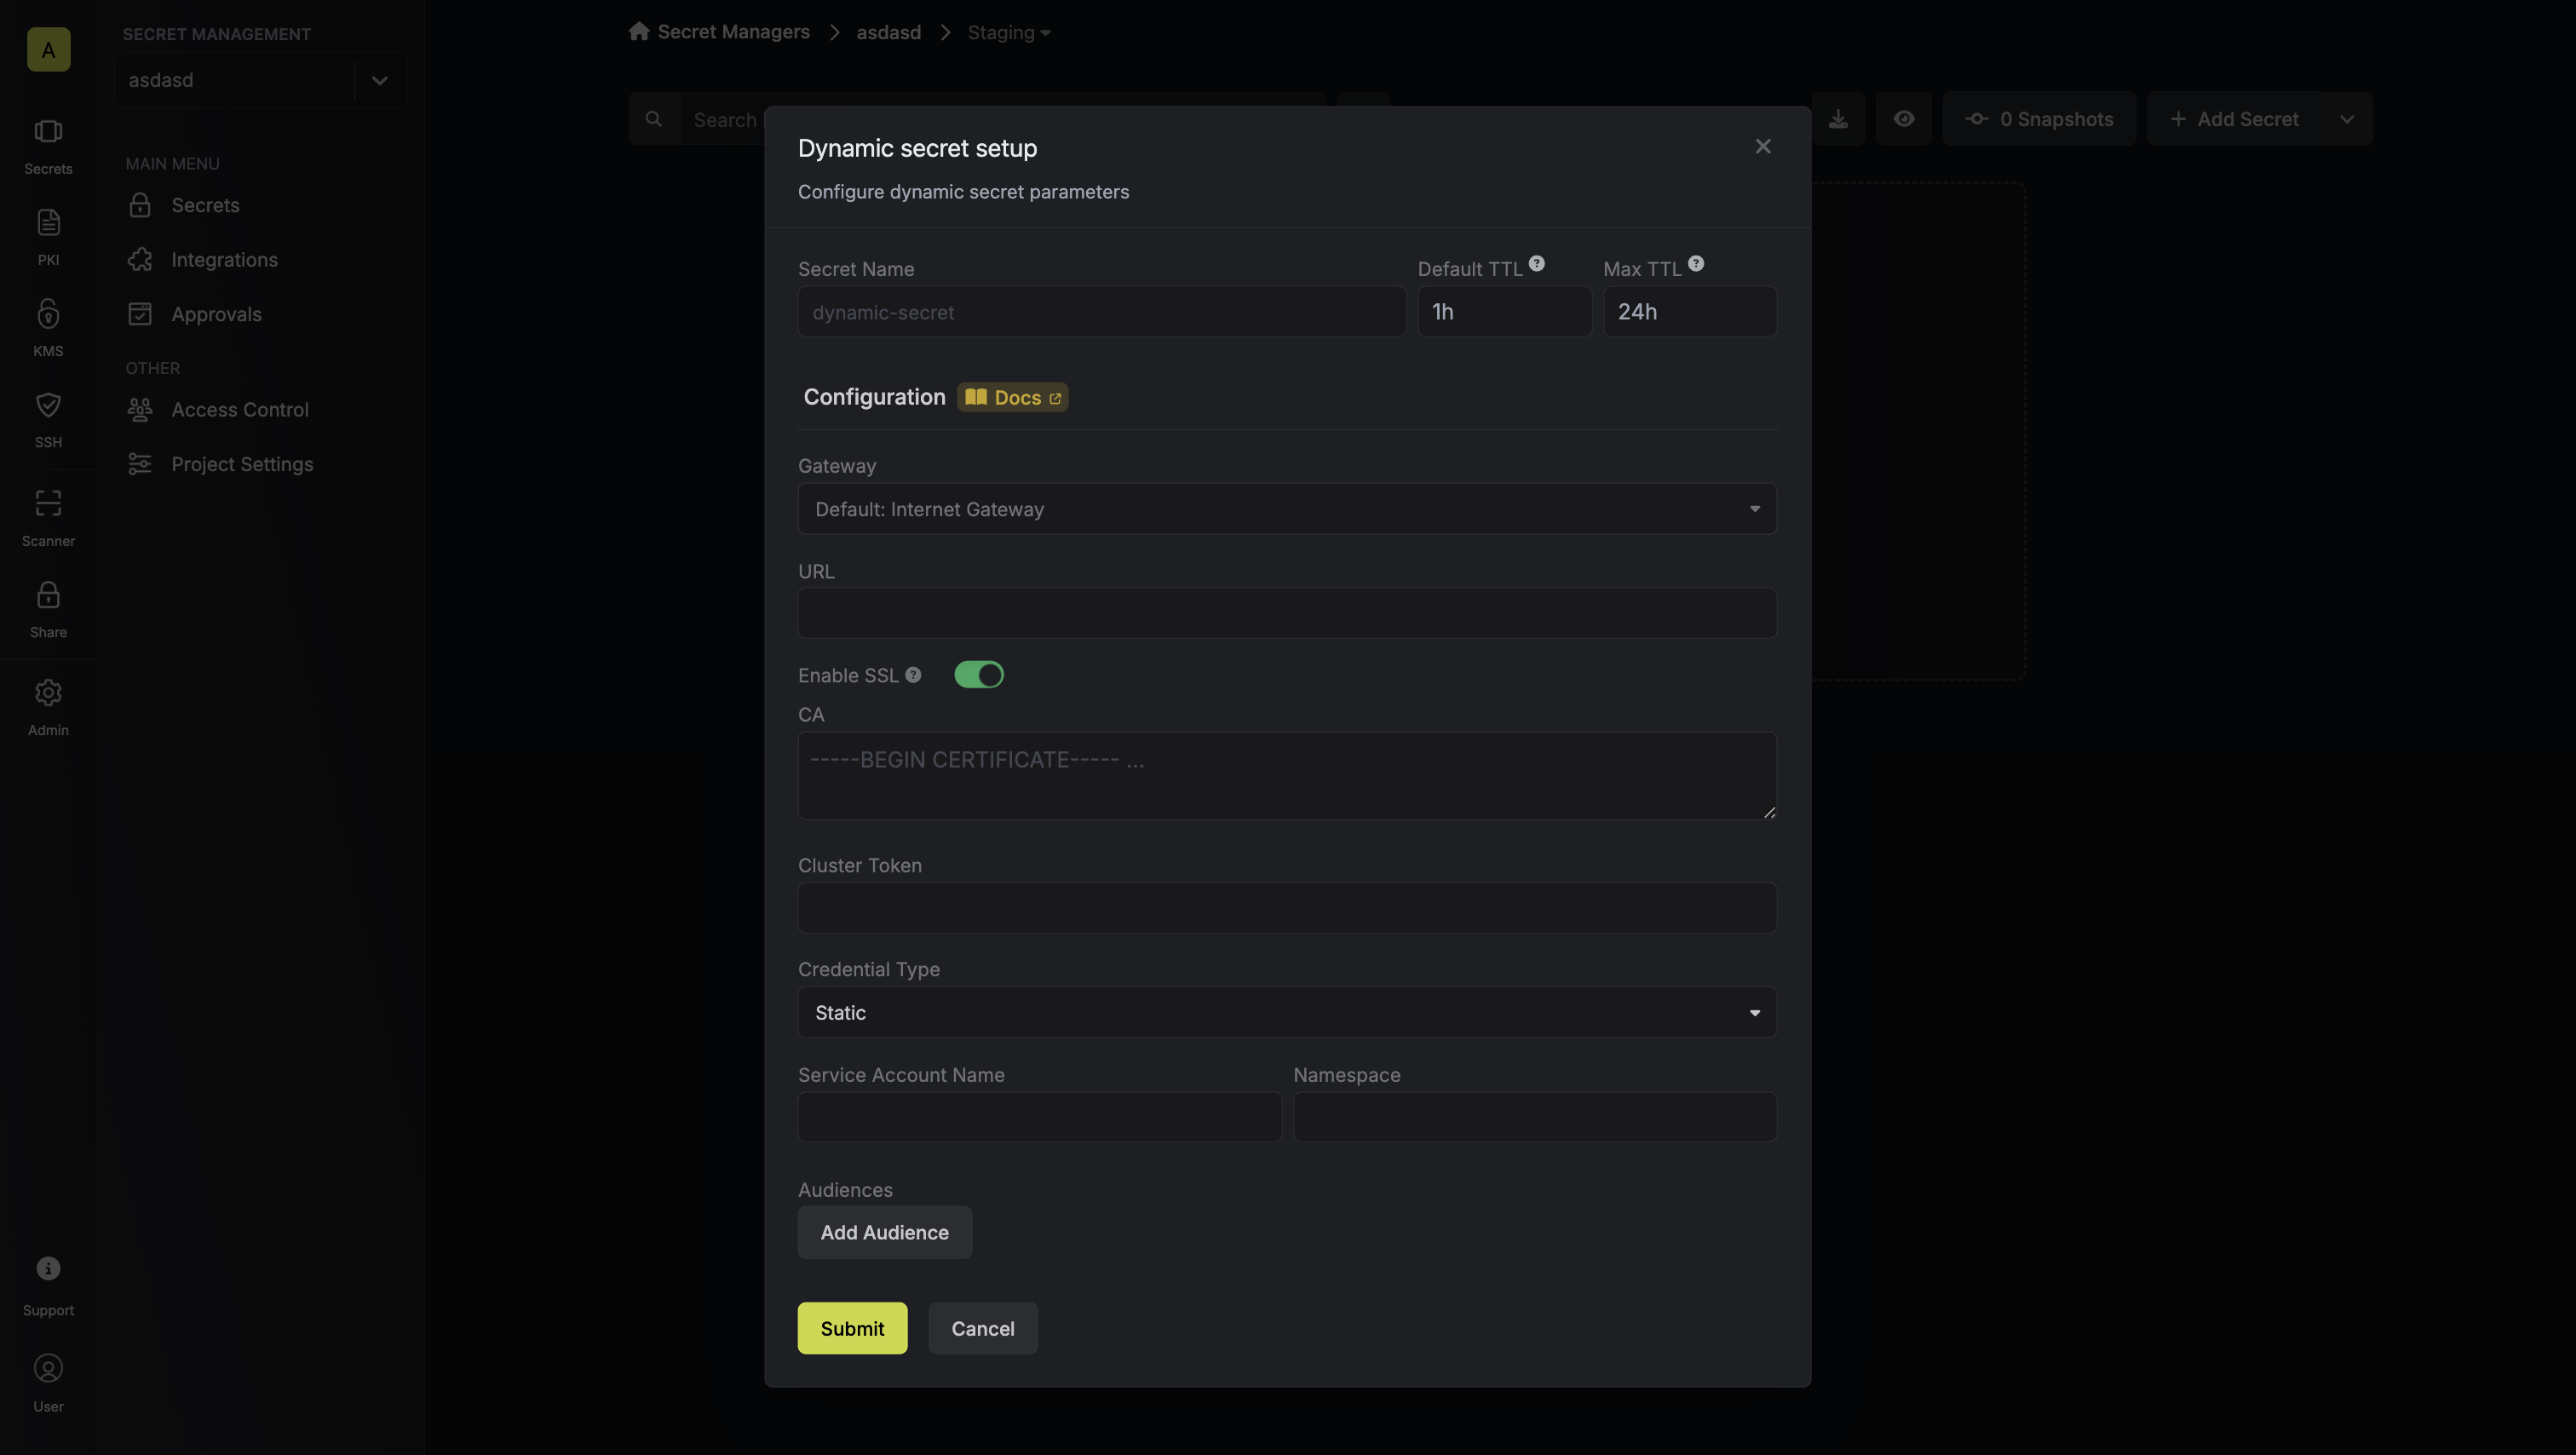 A
Secrets
PKI
KMS
SSH
Scanner
Share
Admin
Support
User
SECRET MANAGEMENT
asdasd
MAIN MENU
Secrets
Integrations
Approvals
OTHER
Access Control
Project Settings
Secret Managers asdasd Staging
Search
0 Snapshots
Add Secret
Dynamic secret setup
Configure dynamic secret parameters
Secret Name Default TTL ? Max TTL ?
dynamic-secret 1h 24h
Configuration Docs
Gateway
Default: Internet Gateway
URL
Enable SSL ?
CA
-----BEGIN CERTIFICATE----- ...
Cluster Token
Credential Type
Static
Service Account Name Namespace
Audiences
Add Audience
Submit Cancel